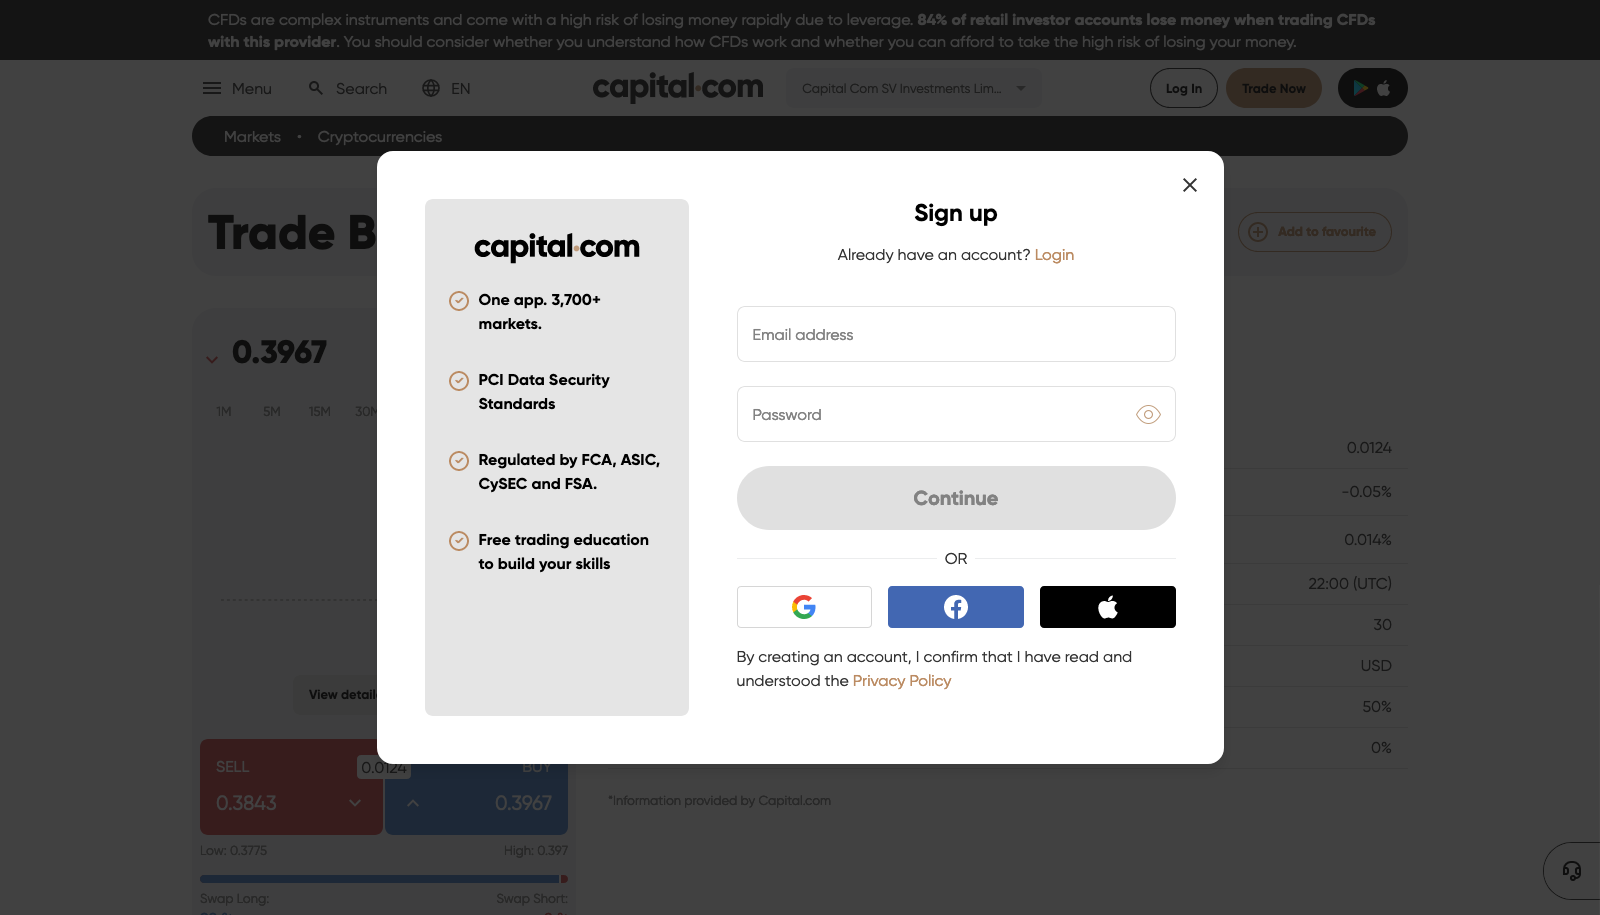 CFDs are complex instruments and come with a high risk of losing money rapidly due to leverage. 84% of retail investor accounts lose money when trading CFDs
with this provider. You should consider whether you understand how CFDs work and whether you can afford to take the high risk of losing your money.
Menu
Search
EN
capital.com
Capital Com SV Investments Lim...
Log In
Trade Now
Markets • Cryptocurrencies
Trade B
Add to favourite
0.3967
1M 5M 15M 30M
0.0124
-0.05%
0.014%
22:00 (UTC)
30
USD
50%
0%
*Information provided by Capital.com
SELL
0.0124
BUY
0.3843
0.3967
Low: 0.3775
High: 0.397
Swap Long:
Swap Short:
capital.com
One app. 3,700+
markets.
PCI Data Security
Standards
Regulated by FCA, ASIC,
CySEC and FSA.
Free trading education
to build your skills
Sign up
Already have an account? Login
Email address
Password
Continue
OR
By creating an account, I confirm that I have read and
understood the Privacy Policy
View